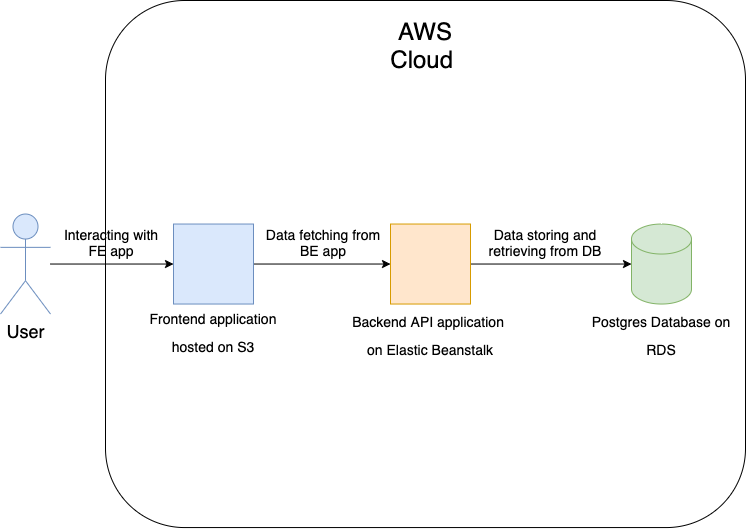 AWS
Cloud
Interacting with
FE app
Data fetching from
BE app
Data storing and
retrieving from DB
User
Frontend application
hosted on S3
Backend API application
on Elastic Beanstalk
Postgres Database on
RDS